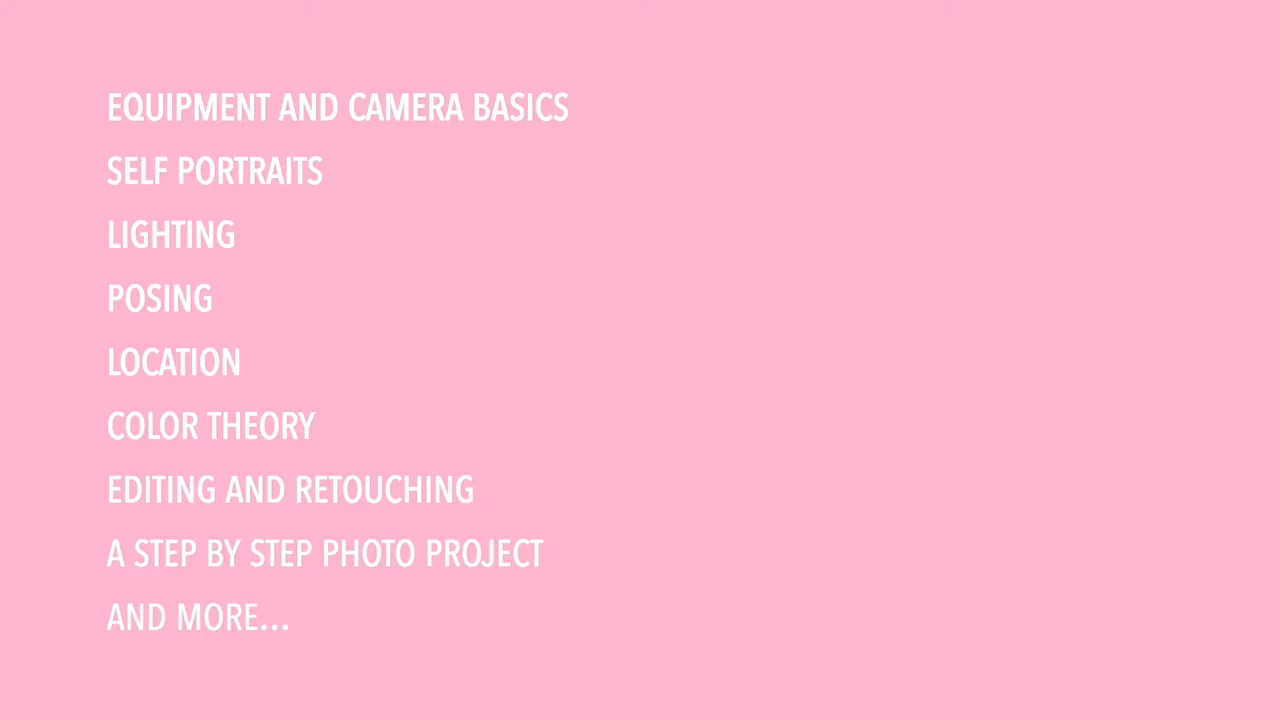 EQUIPMENT AND CAMERA BASICS
SELF PORTRAITS
LIGHTING
POSING
LOCATION
COLOR THEORY
EDITING AND RETOUCHING
A STEP BY STEP PHOTO PROJECT
AND MORE...